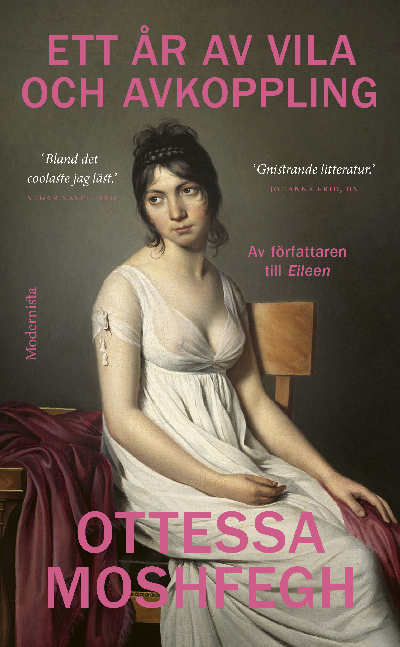 ETT ÅR AV VILA
OCH AVKOPPLING
‘Bland det
coolaste jag läst.’
‘Gnistrande litteratur.’
JOHANNA FRID, DN
Av författaren
till Eileen
Modernista
OTTESSA
MOSHFEGH